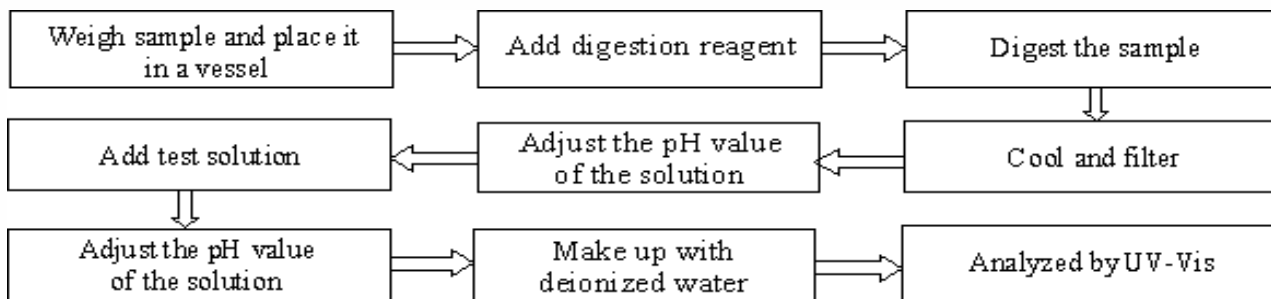 Weigh sample and place it
in a vessel
Add digestion reagent
Digest the sample
Cool and filter
Adjust the pH value
of the solution
Add test solution
Adjust the pH value
of the solution
Make up with
deionized water
Analyzed by UV-Vis